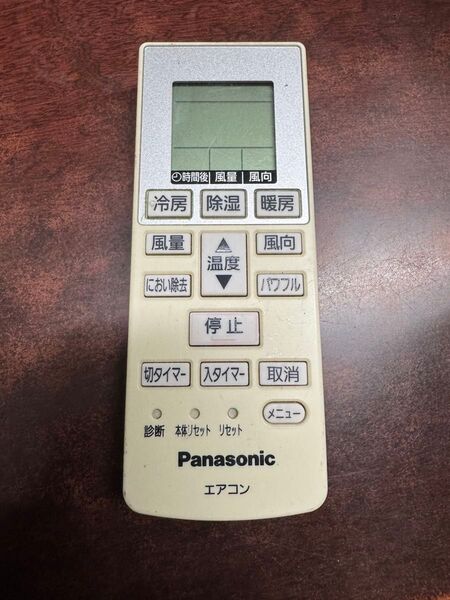 時間後 風量 風向
冷房 除湿 暖房
風量 温度 風向
におい除去 パワフル
停止
切タイマー 入タイマー 取消
メニュー
診断 本体リセット リセット
Panasonic
エアコン